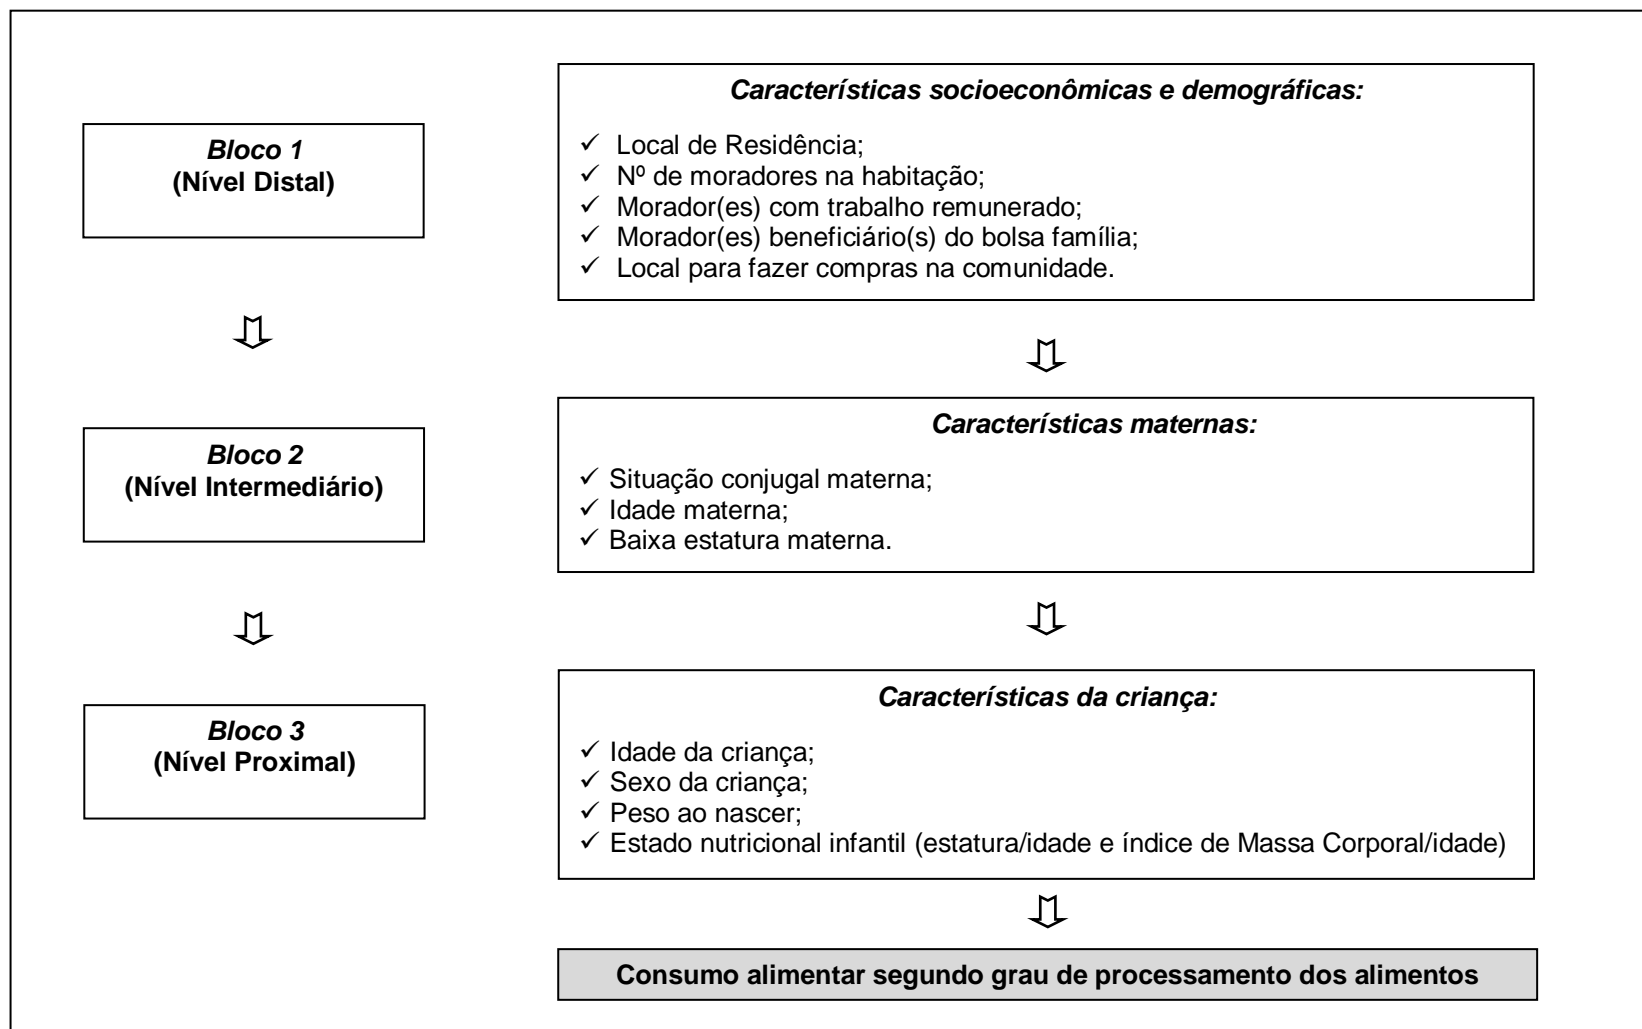 Bloco 1
(Nível Distal)
Características socioeconômicas e demográficas:
✓ Local de Residência;
✓ Nº de moradores na habitação;
✓ Morador(es) com trabalho remunerado;
✓ Morador(es) beneficiário(s) do bolsa família;
✓ Local para fazer compras na comunidade.
Bloco 2
(Nível Intermediário)
Características maternas:
✓ Situação conjugal materna;
✓ Idade materna;
✓ Baixa estatura materna.
Bloco 3
(Nível Proximal)
Características da criança:
✓ Idade da criança;
✓ Sexo da criança;
✓ Peso ao nascer;
✓ Estado nutricional infantil (estatura/idade e índice de Massa Corporal/idade)
Consumo alimentar segundo grau de processamento dos alimentos